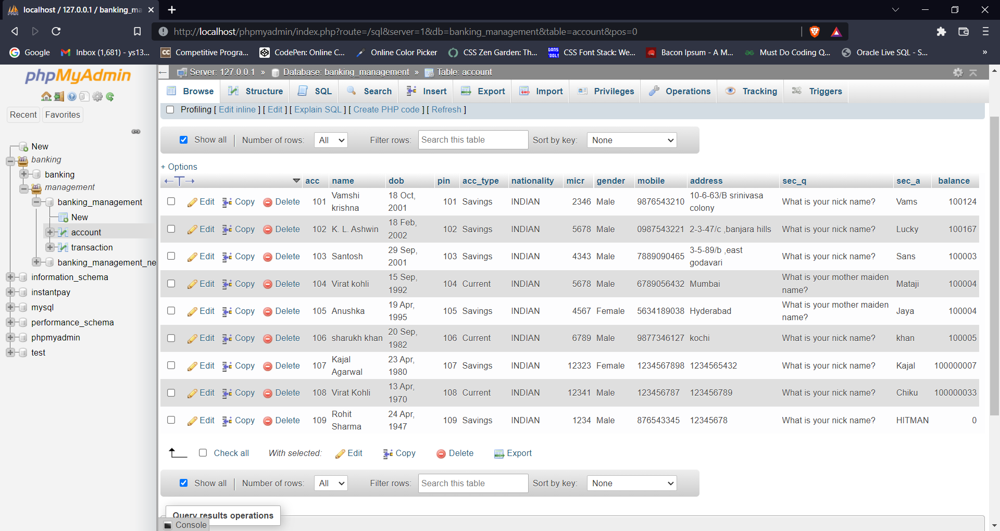 localhost / 127.0.0.1 / banking_ma
http://localhost/phpmyadmin/index.php?route=/sql&server=1&db=banking_management&table=account&pos=0
Google Inbox (1,681) - ys13... CC Competitive Progra... CodePen: Online C... Online Color Picker CSS Zen Garden: Th... DANS 'OOLS CSS Font Stack: We... Bacon Ipsum - A M... Must Do Coding Q... Oracle Live SQL - S... »
phpMyAdmin
Recent Favorites
New
banking
banking
management
banking_management
New
account
transaction
banking_management_ne
information_schema
instantpay
mysql
performance_schema
phpmyadmin
test
Server: 127.0.0.1 » Database: banking_management » Table: account
Browse Structure SQL Search Insert Export Import Privileges Operations Tracking Triggers
Profiling [ Edit inline ] [ Edit ] [ Explain SQL ] [ Create PHP code ] [ Refresh ]
Show all Number of rows: All Filter rows: Search this table Sort by key: None
+ Options
←T→ acc name dob pin acc_type nationality micr gender mobile address sec_q sec_a balance
Edit Copy Delete 101 Vamshi krishna 18 Oct, 2001 101 Savings INDIAN 2346 Male 9876543210 10-6-63/B srinivasa colony What is your nick name? Vams 100124
Edit Copy Delete 102 K. L. Ashwin 18 Feb, 2002 102 Savings INDIAN 5678 Male 0987543221 2-3-47/c ,banjara hills What is your nick name? Lucky 100167
Edit Copy Delete 103 Santosh 29 Sep, 2001 103 Savings INDIAN 4343 Male 7889090465 3-5-89/b ,east godavari What is your nick name? Sans 100003
Edit Copy Delete 104 Virat kohli 15 Sep, 1992 104 Current INDIAN 5678 Male 6789056432 Mumbai What is your mother maiden name? Mataji 100004
Edit Copy Delete 105 Anushka 19 Apr, 1995 105 Savings INDIAN 4567 Female 5634189038 Hyderabad What is your mother maiden name? Jaya 100004
Edit Copy Delete 106 sharukh khan 20 Sep, 1982 106 Current INDIAN 6789 Male 9877346127 kochi What is your nick name? khan 100005
Edit Copy Delete 107 Kajal Agarwal 23 Apr, 1980 107 Savings INDIAN 12323 Female 1234567898 1234565432 What is your nick name? Kajal 100000007
Edit Copy Delete 108 Virat Kohli 13 Apr, 1970 108 Current INDIAN 12341 Male 123456787 123456789 What is your nick name? Chiku 100000033
Edit Copy Delete 109 Rohit Sharma 24 Apr, 1947 109 Savings INDIAN 1234 Male 876543345 12345678 What is your nick name? HITMAN 0
Check all With selected: Edit Copy Delete Export
Show all Number of rows: All Filter rows: Search this table Sort by key: None
Query results operations
Console